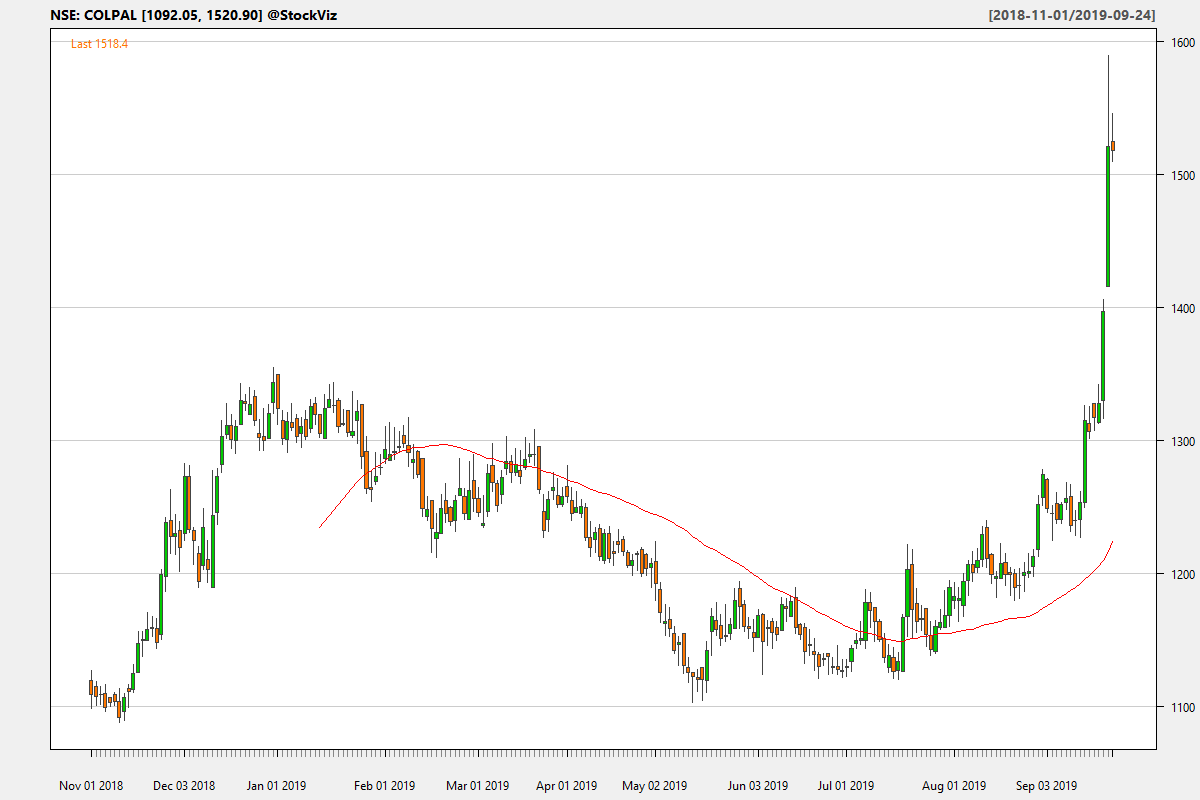 NSE: COLPAL [1092.05, 1520.90] @StockViz [2018-11-01/2019-09-24]
Last 1518.4
1600
1500
1400
1300
1200
1100
Nov 01 2018 Dec 03 2018 Jan 01 2019 Feb 01 2019 Mar 01 2019 Apr 01 2019 May 02 2019 Jun 03 2019 Jul 01 2019 Aug 01 2019 Sep 03 2019